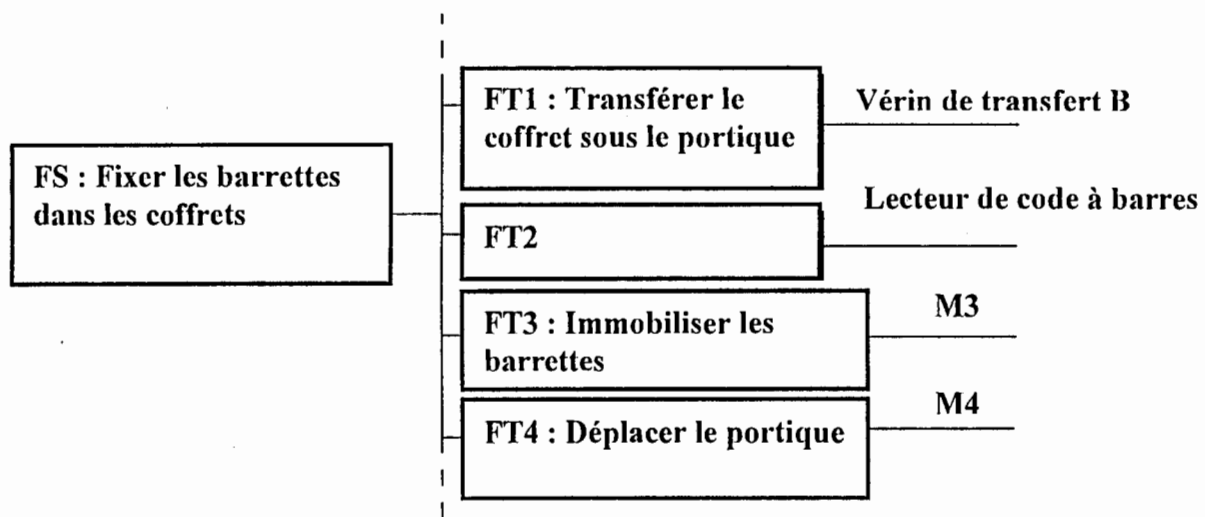 FT1 : Transférer le
coffret sous le portique
Vérin de transfert B
FS : Fixer les barrettes
dans les coffrets
Lecteur de code à barres
FT2
FT3 : Immobiliser les
barrettes
M3
FT4 : Déplacer le portique
M4